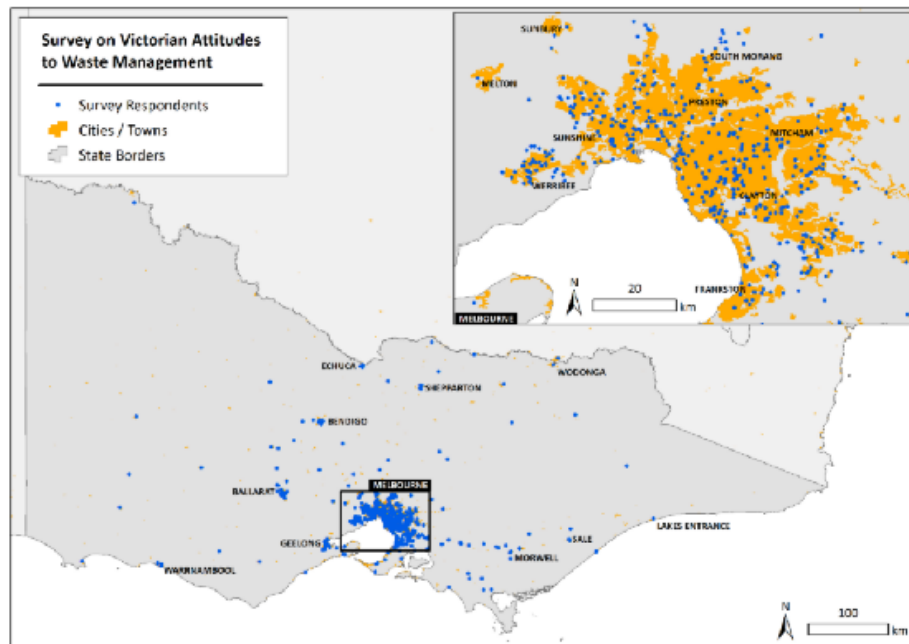 Survey on Victorian Attitudes
to Waste Management
Survey Respondents
Cities / Towns
State Borders
SUNBURY
SOUTH MORANG
MELTON
PRESTON
SUNSHINE
MITCHAM
WERRIBEE
CLAYTON
FRANKSTON
N
20
km
MELBOURNE
ECHUCA
WODONGA
SHEPPARTON
BENDIGO
BALLARAT
MELBOURNE
LAKES ENTRANCE
GEELONG
SALE
MORWELL
WARRNAMBOOL
N
100
km